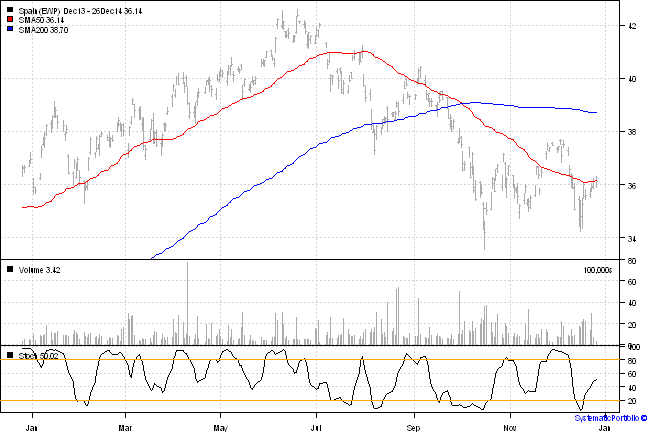 Spain (EWP) Dec13 - 26Dec14 36.14
SMA50 36.14
SMA200 38.70
42
40
38
36
34
Volume 3.42
100,000s
80
60
40
20
0
Stoch 50.02
100
80
60
40
20
Jan Mar May Jul Sep Nov Jan
SystematicPortfolio ©